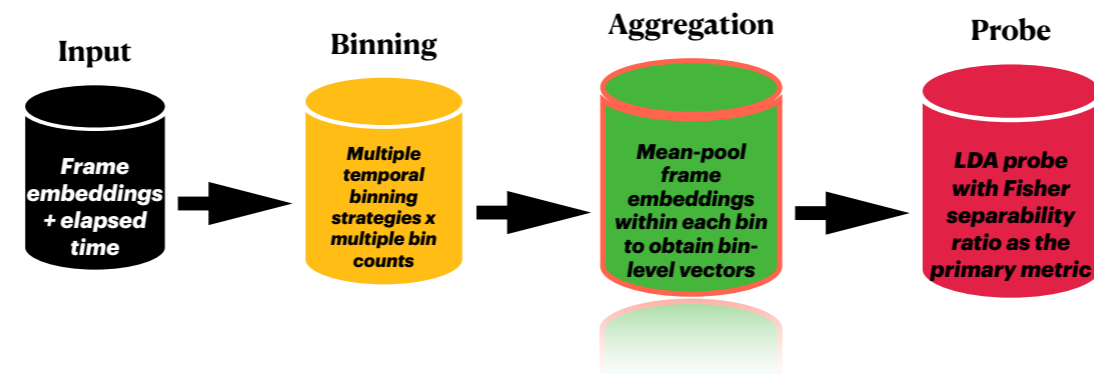 Input
Frame
embeddings
+ elapsed
time
Binning
Multiple
temporal
binning
strategies x
multiple bin
counts
Aggregation
Mean-pool
frame
embeddings
within each bin
to obtain bin-
level vectors
Probe
LDA probe
with Fisher
separability
ratio as the
primary metric